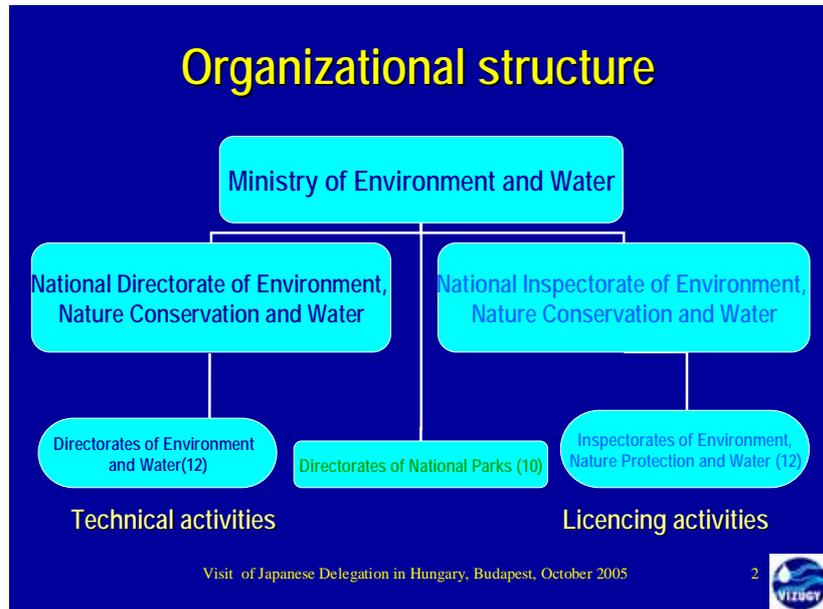 Organizational structure
Ministry of Environment and Water
National Directorate of Environment,
Nature Conservation and Water
National Inspectorate of Environment,
Nature Conservation and Water
Directorates of Environment
and Water(12)
Directorates of National Parks (10)
Inspectorates of Environment,
Nature Protection and Water (12)
Technical activities
Licencing activities
Visit of Japanese Delegation in Hungary, Budapest, October 2005
2
VIZUGY